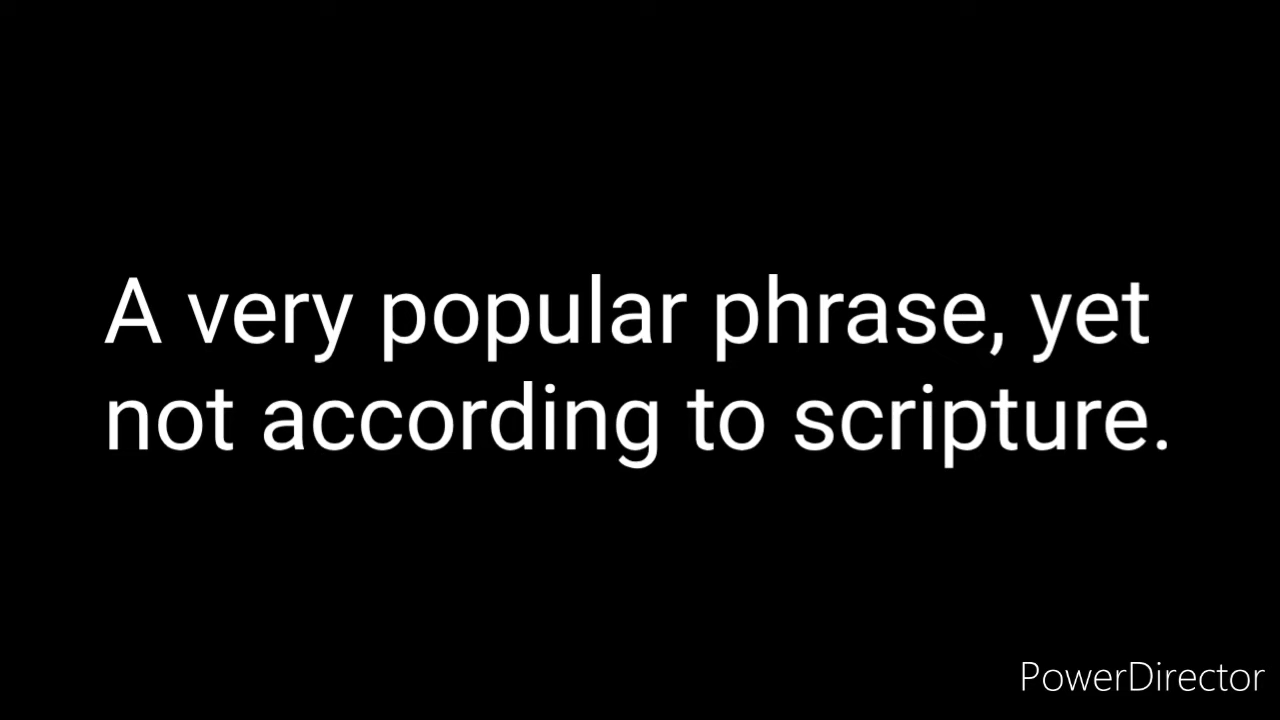 A very popular phrase, yet
not according to scripture.
PowerDirector